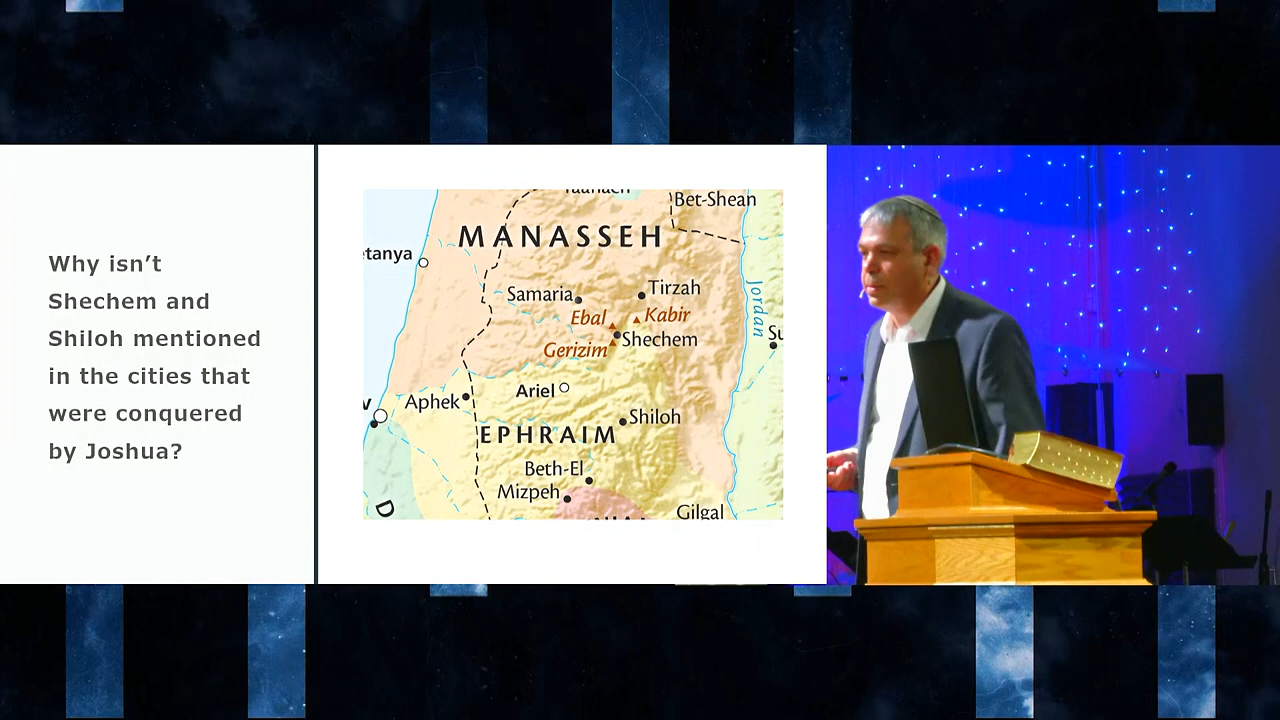 Why isn’t
Shechem and
Shiloh mentioned
in the cities that
were conquered
by Joshua?
Bet-Shean
MANASSEH
Tirzah
Samaria
Ebal
Kabir
Jordan
Shechem
Gerizim
Ariel
Aphek
Shiloh
EPHRAIM
Beth-El
Mizpeh
Gilgal
D